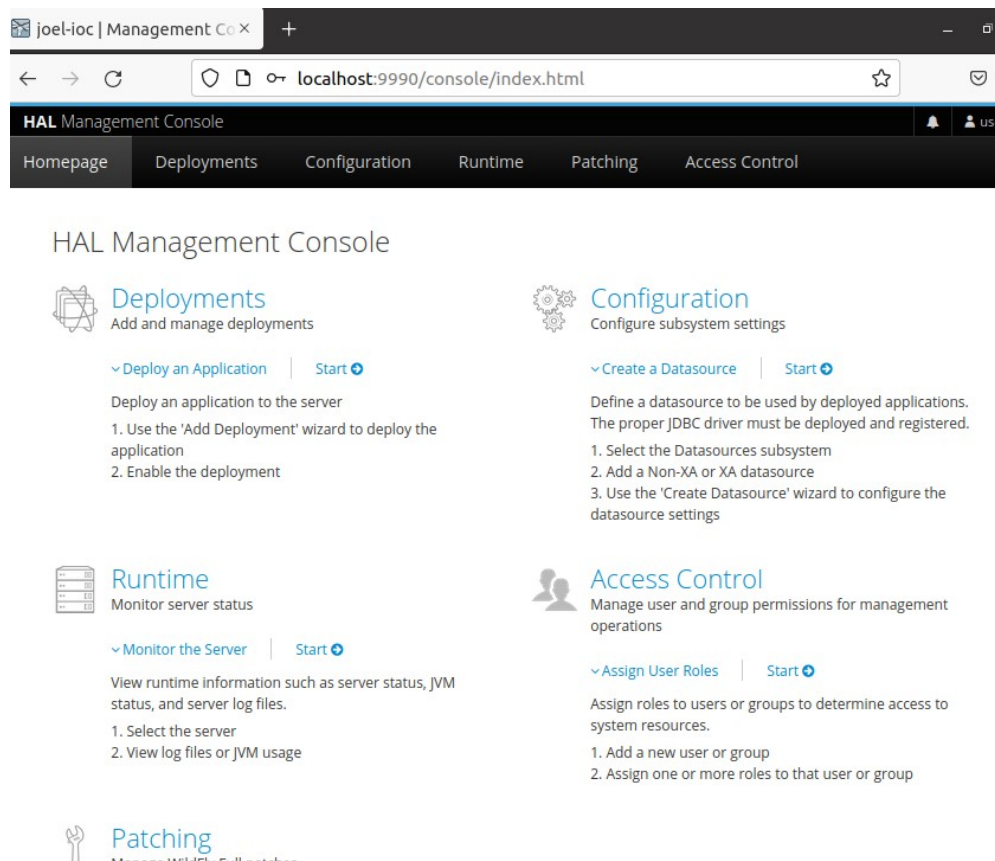 joel-ioc | Management Co
localhost:9990/console/index.html
HAL Management Console
us
Homepage Deployments Configuration Runtime Patching Access Control
HAL Management Console
Deployments
Add and manage deployments
Deploy an Application Start
Deploy an application to the server
1. Use the 'Add Deployment' wizard to deploy the
application
2. Enable the deployment
Configuration
Configure subsystem settings
Create a Datasource Start
Define a datasource to be used by deployed applications.
The proper JDBC driver must be deployed and registered.
1. Select the Datasources subsystem
2. Add a Non-XA or XA datasource
3. Use the 'Create Datasource' wizard to configure the
datasource settings
Runtime
Monitor server status
Monitor the Server Start
View runtime information such as server status, JVM
status, and server log files.
1. Select the server
2. View log files or JVM usage
Access Control
Manage user and group permissions for management
operations
Assign User Roles Start
Assign roles to users or groups to determine access to
system resources.
1. Add a new user or group
2. Assign one or more roles to that user or group
Patching
Manage WildFly Full patches